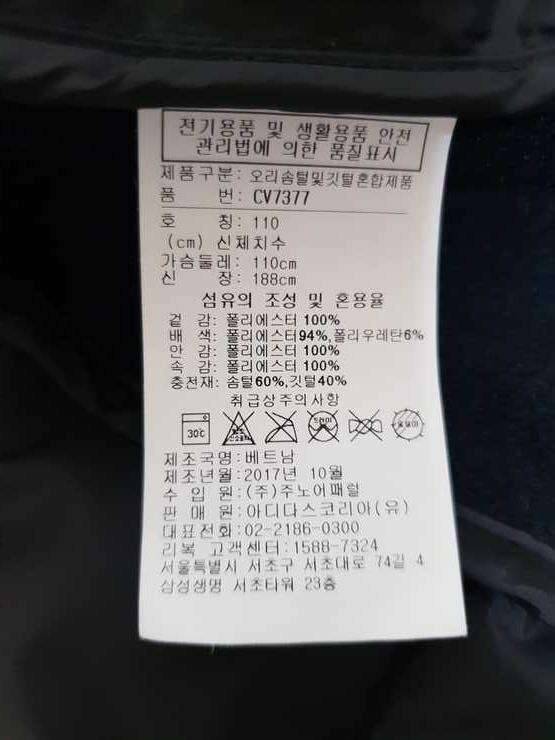 전기용품 및 생활용품 안전
관리법에 의한 품질표시
제품구분: 오리솜털및깃털혼합제품
품 번: CV7377
호 칭: 110
(cm) 신체치수
가슴둘레: 110cm
신 장: 188cm
섬유의 조성 및 혼용율
겉 감: 폴리에스터 100%
배 색: 폴리에스터94%,폴리우레탄6%
안 감: 폴리에스터 100%
속 감: 폴리에스터 100%
충전재: 솜털60%,깃털40%
취급상주의사항
30℃
제조국명:베트남
제조년월:2017년 10월
수 입 원:(주)주노어패럴
판 매 원:아디다스코리아(유)
대표전화:02-2186-0300
리복 고객센터:1588-7324
서울특별시 서초구 서초대로 74길 4
삼성생명 서초타워 23층